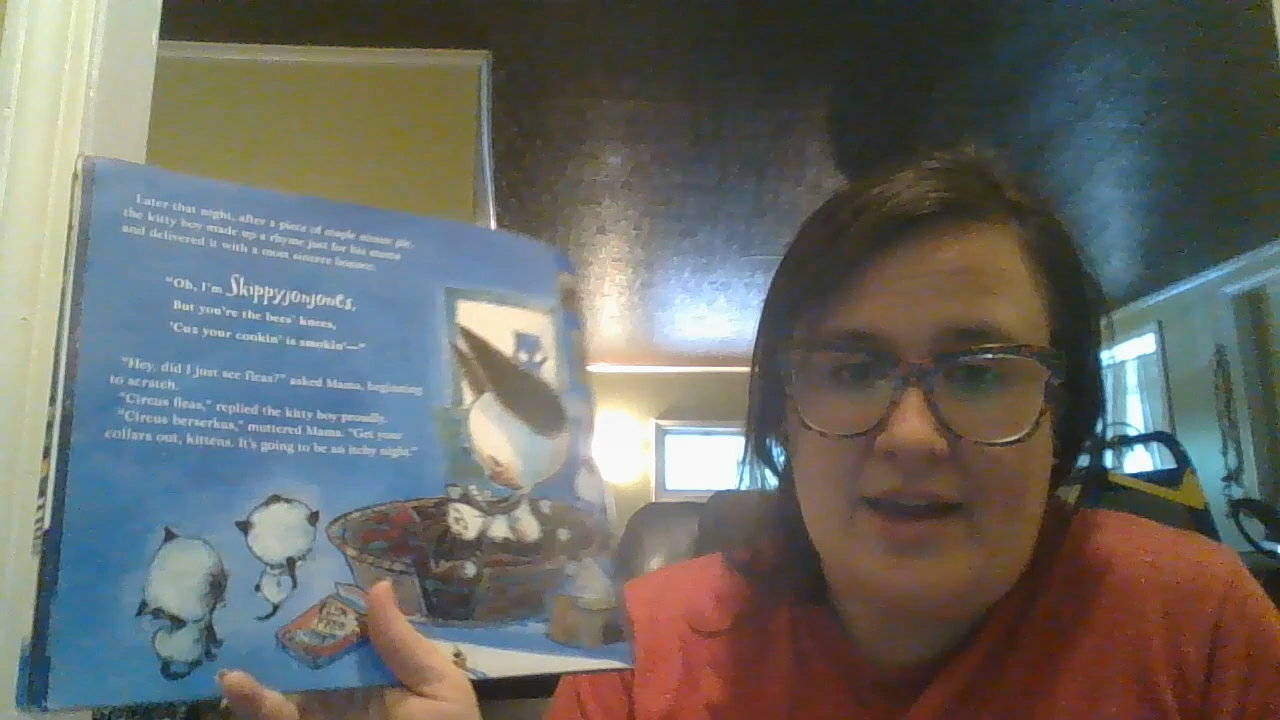 Later that night, after a piece of maple mouse pie,
the kitty boy made up a rhyme just for his mama
and delivered it with a most sincere bounce.
"Oh, I'm Skippyjonjones,
But you're the bees' knees,
'Cuz your cookin' is smokin'—"
"Hey, did I just see fleas?" asked Mama, beginning
to scratch.
"Circus fleas," replied the kitty boy proudly.
"Circus berserkus," muttered Mama. "Get your
collars out, kittens. It's going to be an itchy night."